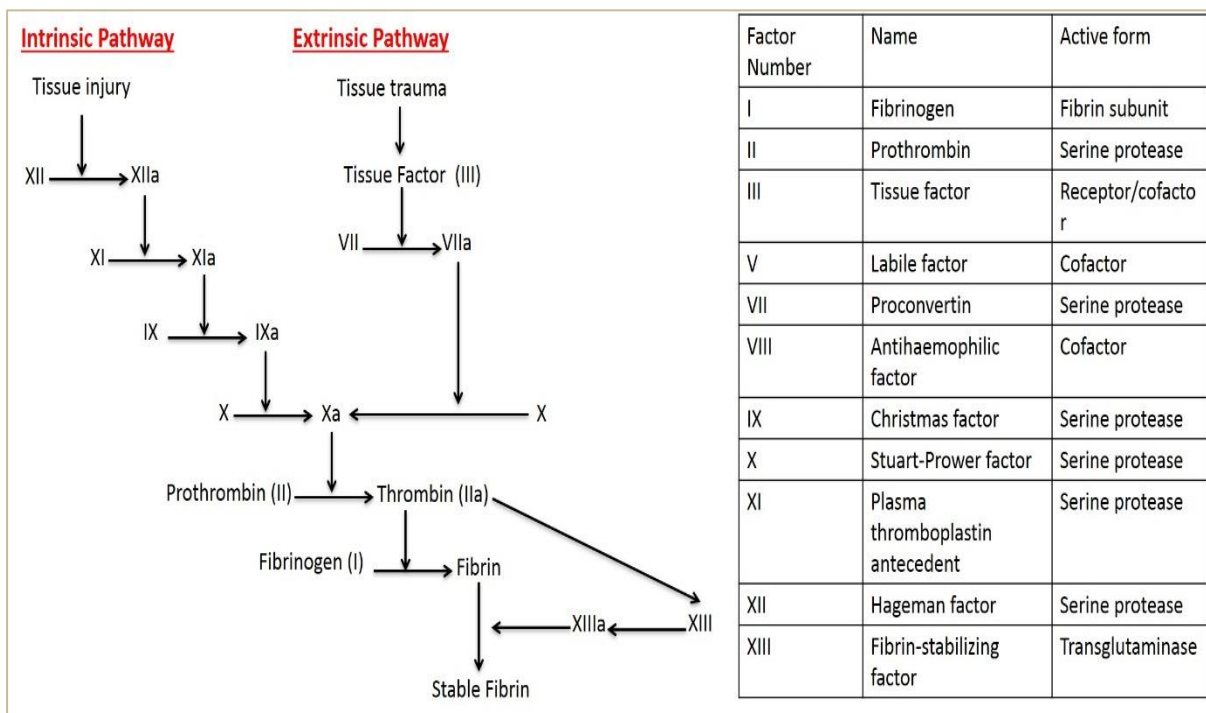 Intrinsic Pathway
Extrinsic Pathway
Tissue injury
Tissue trauma
XII
XIIa
Tissue Factor (III)
VII
VIIa
XI
XIa
IX
IXa
X
Xa
X
Prothrombin (II)
Thrombin (IIa)
Fibrinogen (I)
Fibrin
XIIIa
XIII
Stable Fibrin
Factor
Number
Name
Active form
I
Fibrinogen
Fibrin subunit
II
Prothrombin
Serine protease
III
Tissue factor
Receptor/cofacto
r
V
Labile factor
Cofactor
VII
Proconvertin
Serine protease
VIII
Antihaemophilic
factor
Cofactor
IX
Christmas factor
Serine protease
X
Stuart-Prower factor
Serine protease
XI
Plasma
thromboplastin
antecedent
Serine protease
XII
Hageman factor
Serine protease
XIII
Fibrin-stabilizing
factor
Transglutaminase